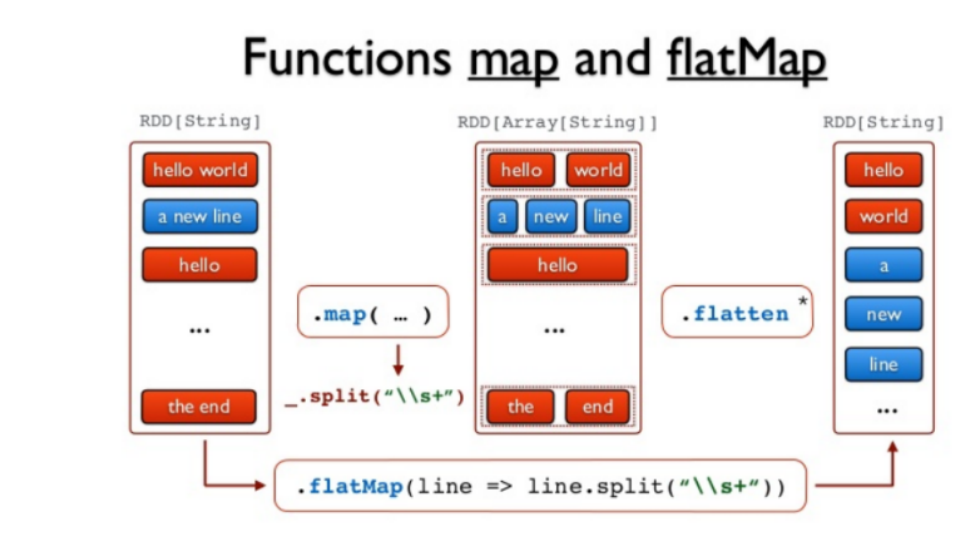 Functions map and flatMap
RDD[String]
RDD[Array[String]]
RDD[String]
hello world
a new line
hello
...
the end
.map( … )
_.split(“\\s+”)
hello world
a new line
hello
...
the end
.flatten*
hello
world
a
new
line
...
.flatMap(line => line.split(“\\s+”))